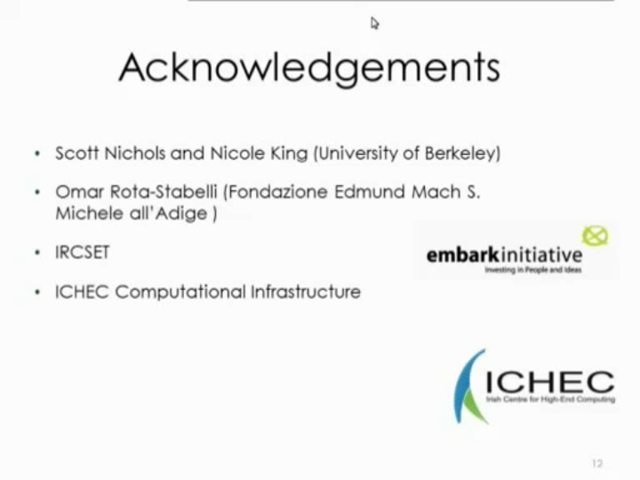 Acknowledgements
• Scott Nichols and Nicole King (University of Berkeley)
• Omar Rota-Stabelli (Fondazione Edmund Mach S.
Michele all'Adige )
• IRCSET
• ICHEC Computational Infrastructure
embarkinitiative
Investing in People and Ideas
ICHEC
Irish Centre for High-End Computing
12